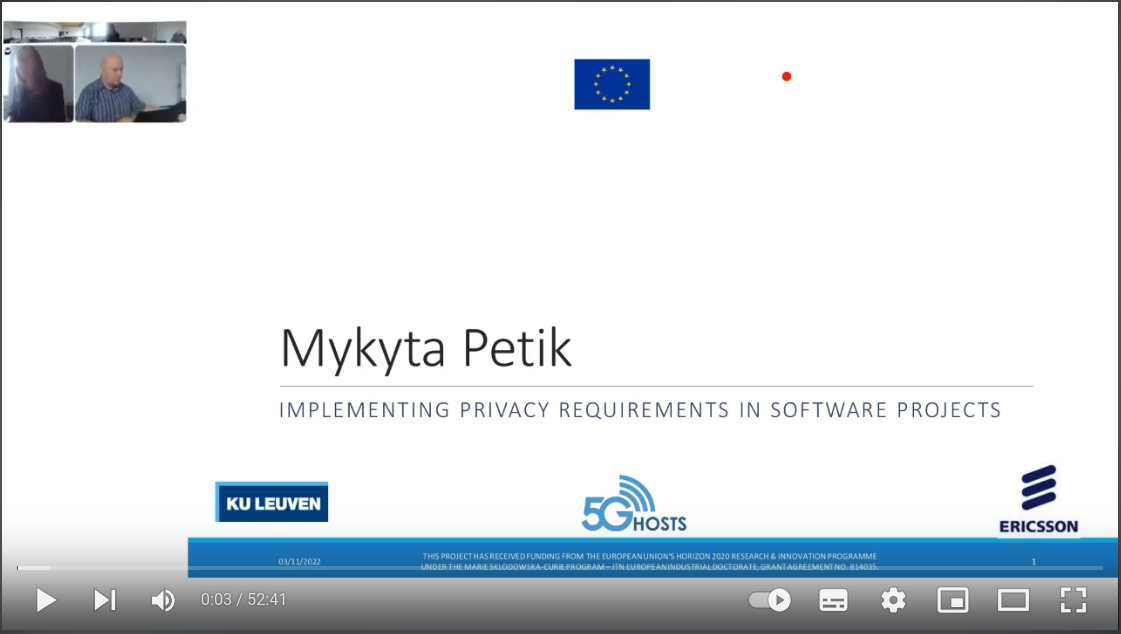 Mykyta Petik
IMPLEMENTING PRIVACY REQUIREMENTS IN SOFTWARE PROJECTS
KU LEUVEN
5GHOSTS
ERICSSON
03/11/2022
THIS PROJECT HAS RECEIVED FUNDING FROM THE EUROPEAN UNION'S HORIZON 2020 RESEARCH & INNOVATION PROGRAMME
UNDER THE MARIE SKLODOWSKA-CURIE PROGRAM – ITN EUROPEAN INDUSTRIAL DOCTORATE, GRANT AGREEMENT NO. 814035.
1
0:03 / 52:41